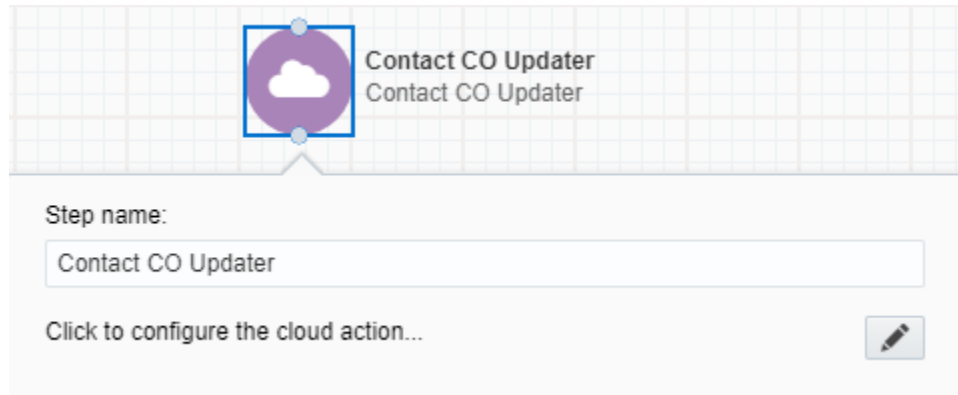 Contact CO Updater
Contact CO Updater
Step name:
Contact CO Updater
Click to configure the cloud action...